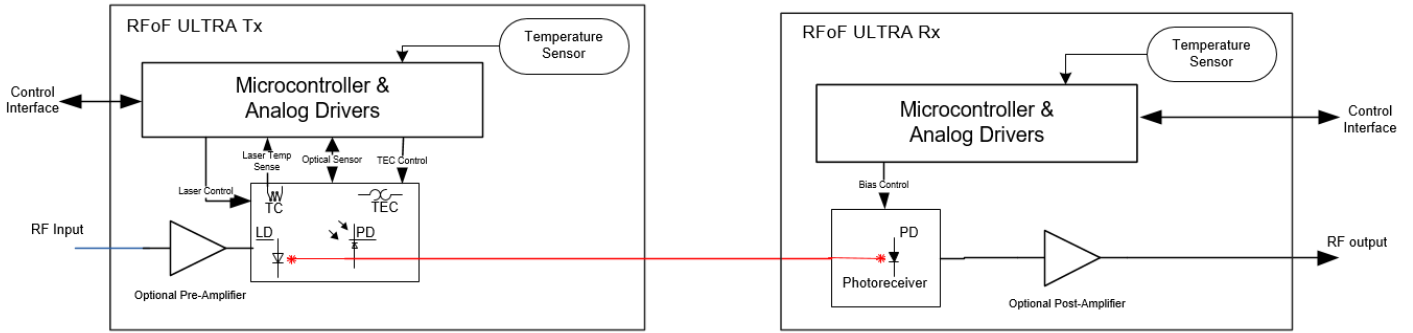 RFoF ULTRA Tx
Temperature
Sensor
Microcontroller &
Analog Drivers
Control
Interface
Laser Temp
Sense
Optical Sensor
TEC Control
Laser Control
TC
TEC
RF Input
LD
PD
Optional Pre-Amplifier
RFoF ULTRA Rx
Temperature
Sensor
Microcontroller &
Analog Drivers
Control
Interface
Bias Control
PD
Photoreceiver
RF output
Optional Post-Amplifier